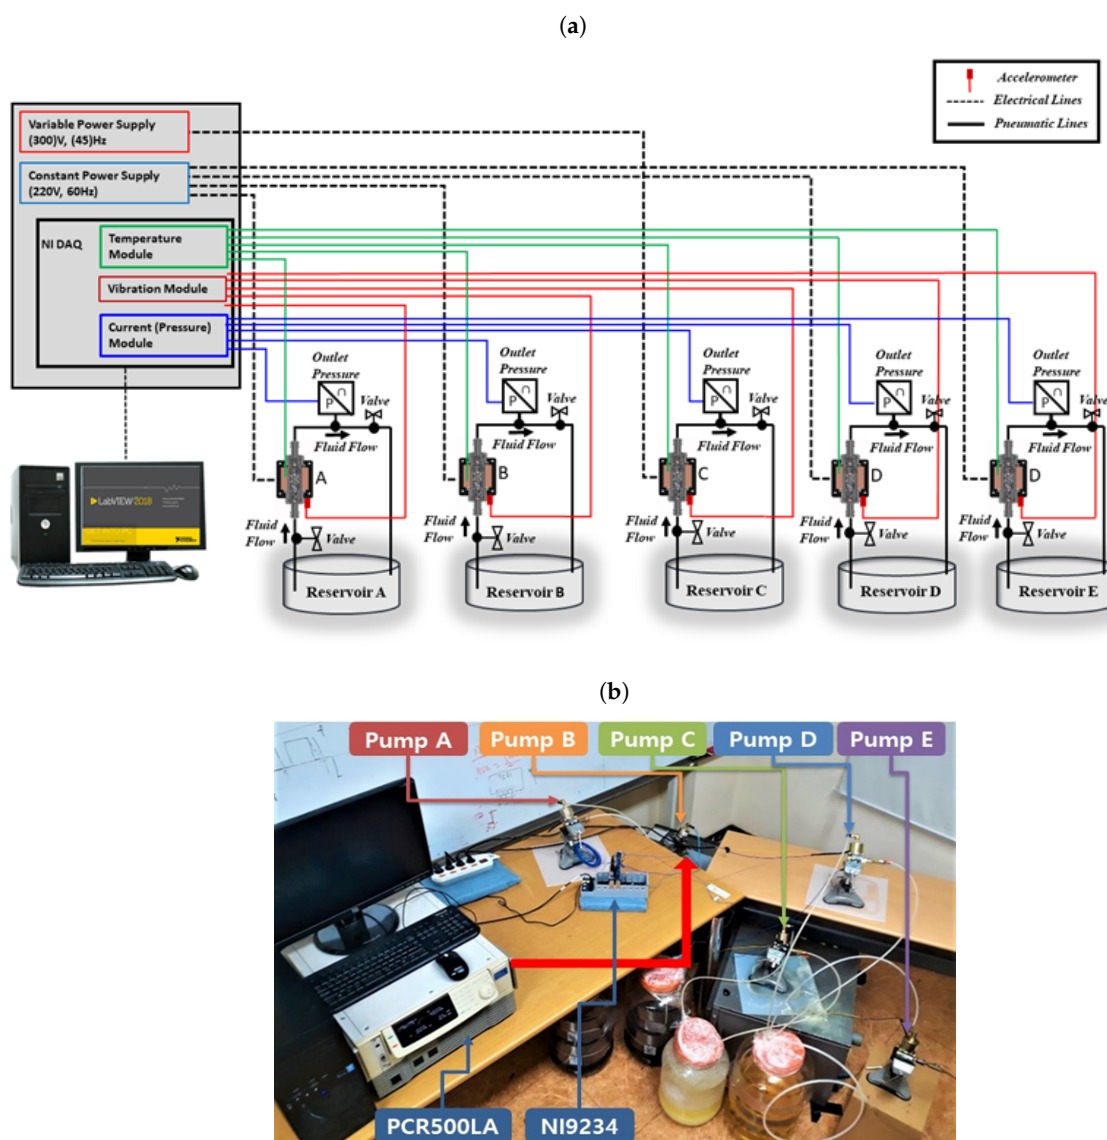 (a)
Accelerometer
Electrical Lines
Pneumatic Lines
Variable Power Supply
(300)V, (45)Hz
Constant Power Supply
(220V, 60Hz)
NI DAQ
Temperature
Module
Vibration Module
Current (Pressure)
Module
Outlet
Pressure
P
Valve
Fluid Flow
A
Fluid
Flow
Valve
Reservoir A
Outlet
Pressure
P
Valve
Fluid Flow
B
Fluid
Flow
Valve
Reservoir B
Outlet
Pressure
P
Valve
Fluid Flow
C
Fluid
Flow
Valve
Reservoir C
Outlet
Pressure
P
Valve
Fluid Flow
D
Fluid
Flow
Valve
Reservoir D
Outlet
Pressure
P
Valve
Fluid Flow
D
Fluid
Flow
Valve
Reservoir E
LabVIEW 2018
(b)
Pump A
Pump B
Pump C
Pump D
Pump E
PCR500LA
NI9234